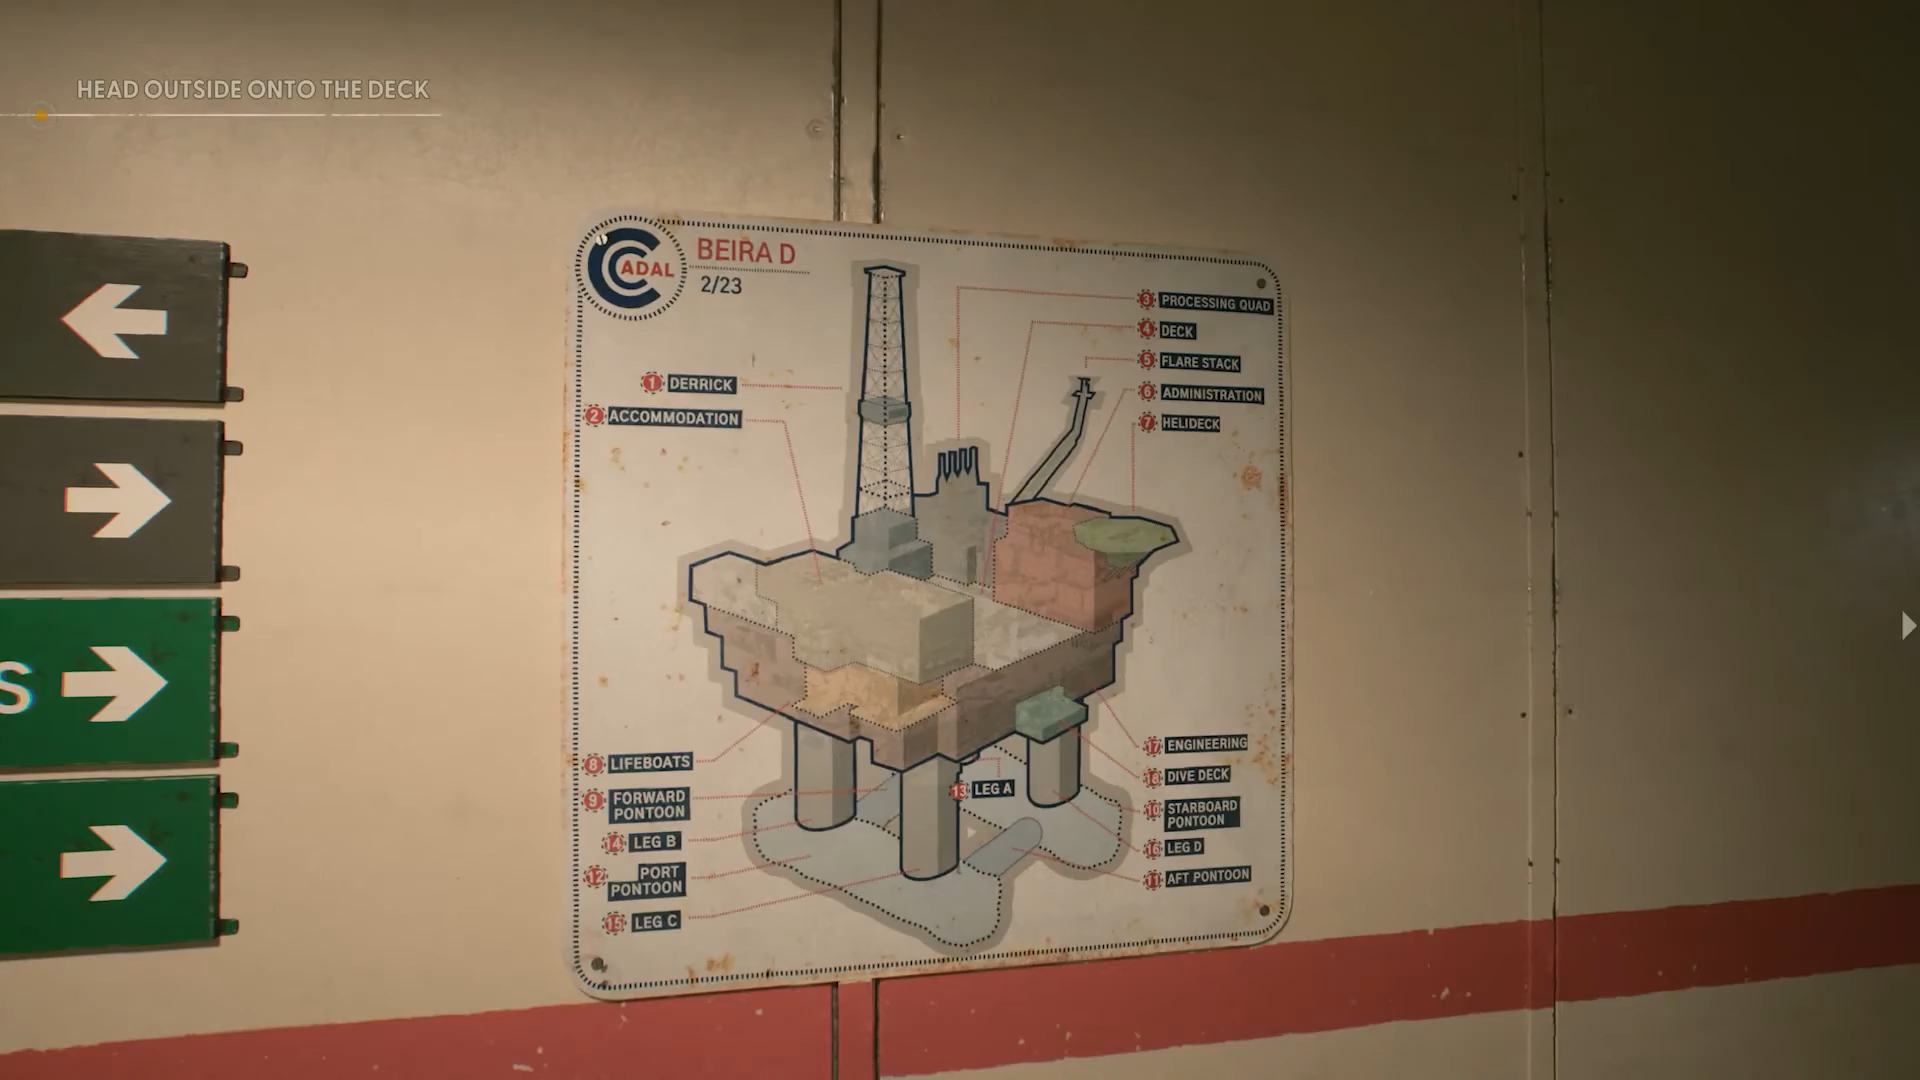 HEAD OUTSIDE ONTO THE DECK
S
CADAL
BEIRA D
2/23
1 DERRICK
2 ACCOMMODATION
3 PROCESSING QUAD
4 DECK
5 FLARE STACK
6 ADMINISTRATION
7 HELIDECK
8 LIFEBOATS
9 FORWARD
PONTOON
14 LEG B
12 PORT
PONTOON
15 LEG C
13 LEG A
17 ENGINEERING
18 DIVE DECK
10 STARBOARD
PONTOON
16 LEG D
11 AFT PONTOON